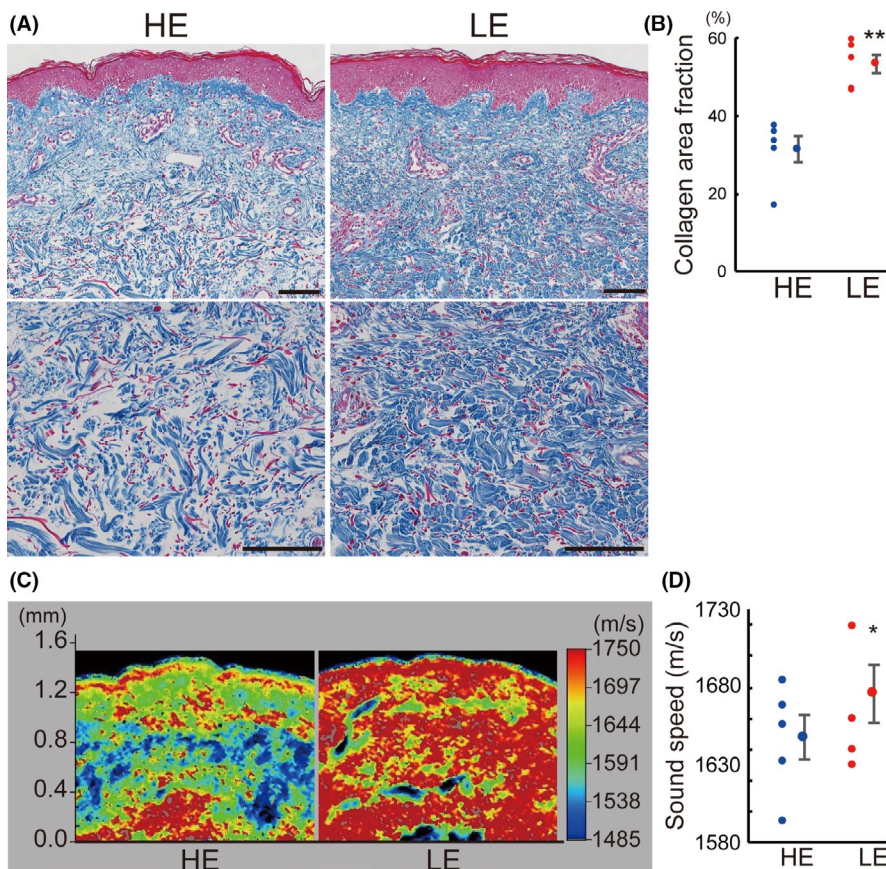 (A)
HE
LE
(B)
(%)
60
40
20
0
Collagen area fraction
**
HE
LE
(C)
(mm)
1.6
1.2
0.8
0.4
0.0
(m/s)
1750
1697
1644
1591
1538
1485
HE
LE
(D)
1730
1680
1630
1580
Sound speed (m/s)
*
HE
LE